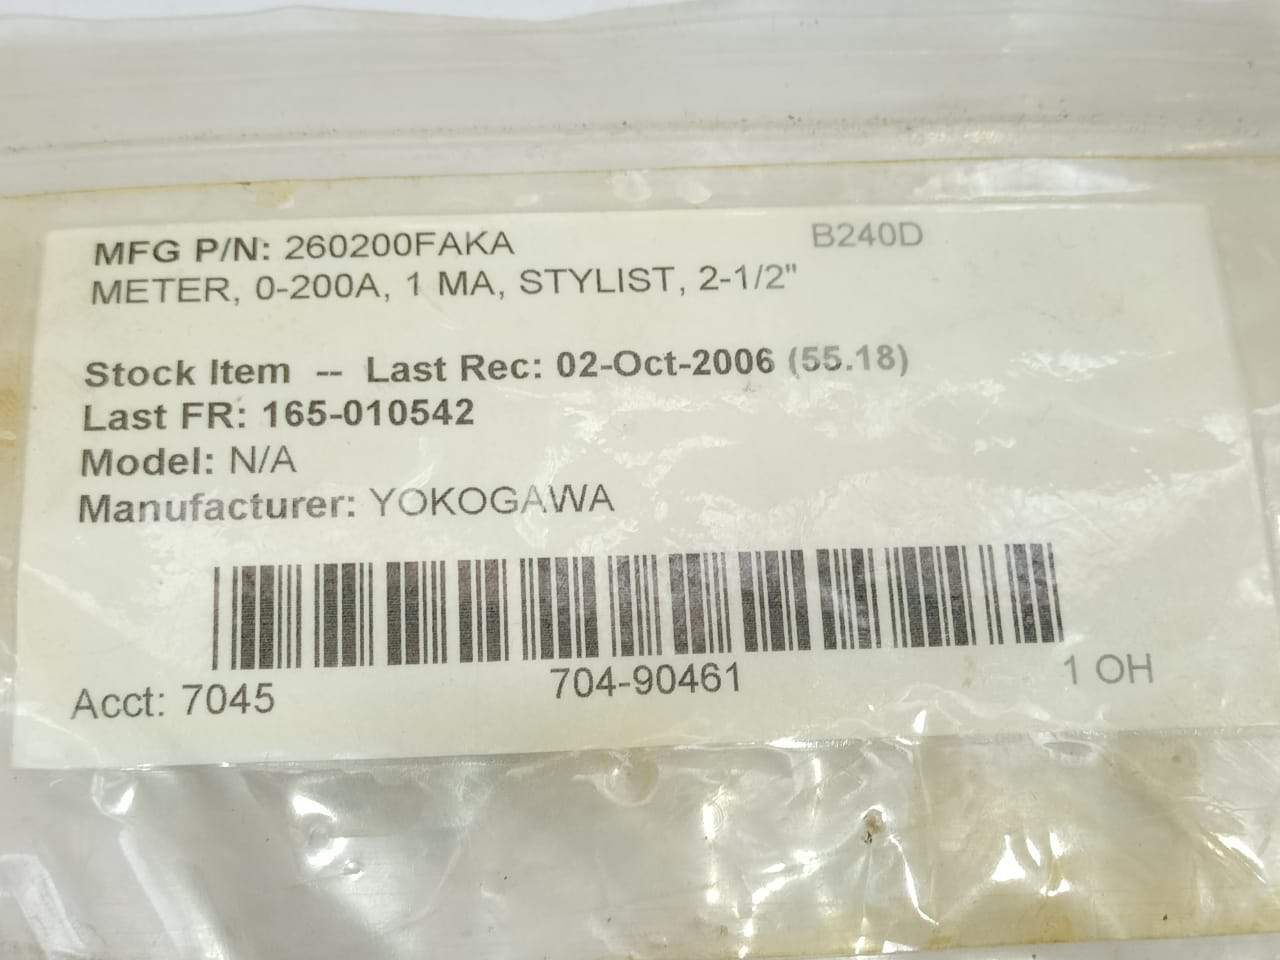 MFG P/N: 260200FAKA B240D
METER, 0-200A, 1 MA, STYLIST, 2-1/2"
Stock Item -- Last Rec: 02-Oct-2006 (55.18)
Last FR: 165-010542
Model: N/A
Manufacturer: YOKOGAWA
Acct: 7045 704-90461 1 OH